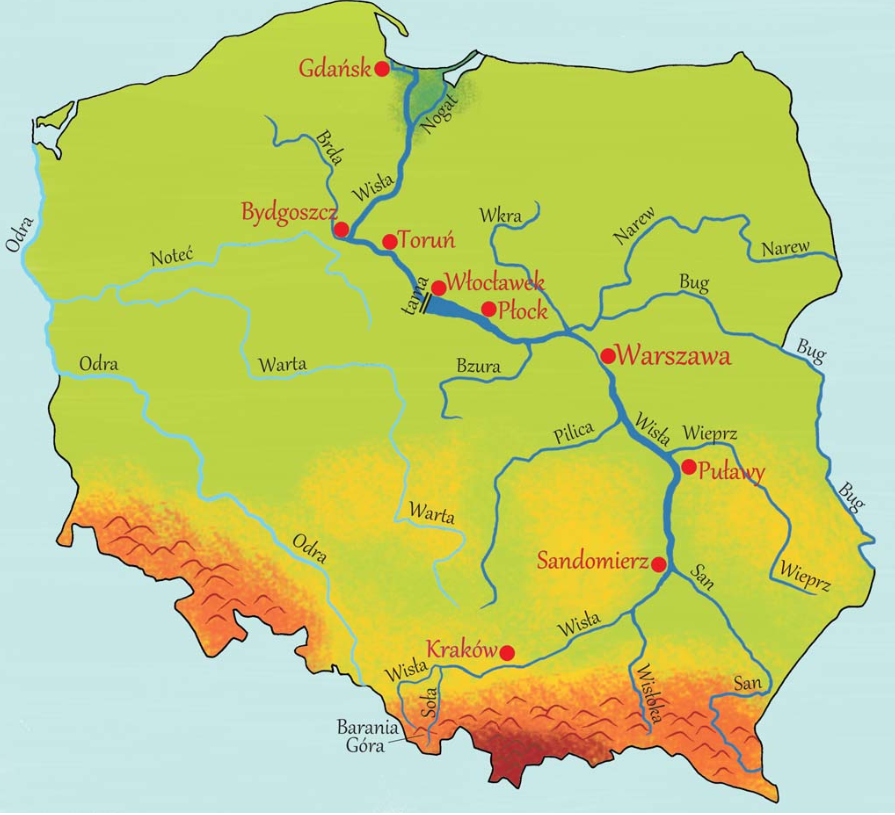 Gdańsk
Nogat
Brda
Wisła
Wkra
Narew
Bydgoszcz
Odra
Toruń
Narew
Noteć
Bug
tama
Włocławek
Płock
Bug
Warszawa
Odra
Warta
Bzura
Pilica
Wisła
Wieprz
Puławy
Bug
Warta
Odra
Sandomierz
San
Wieprz
Wisła
Kraków
Wisła
Soła
Wisłoka
San
Barania
Góra